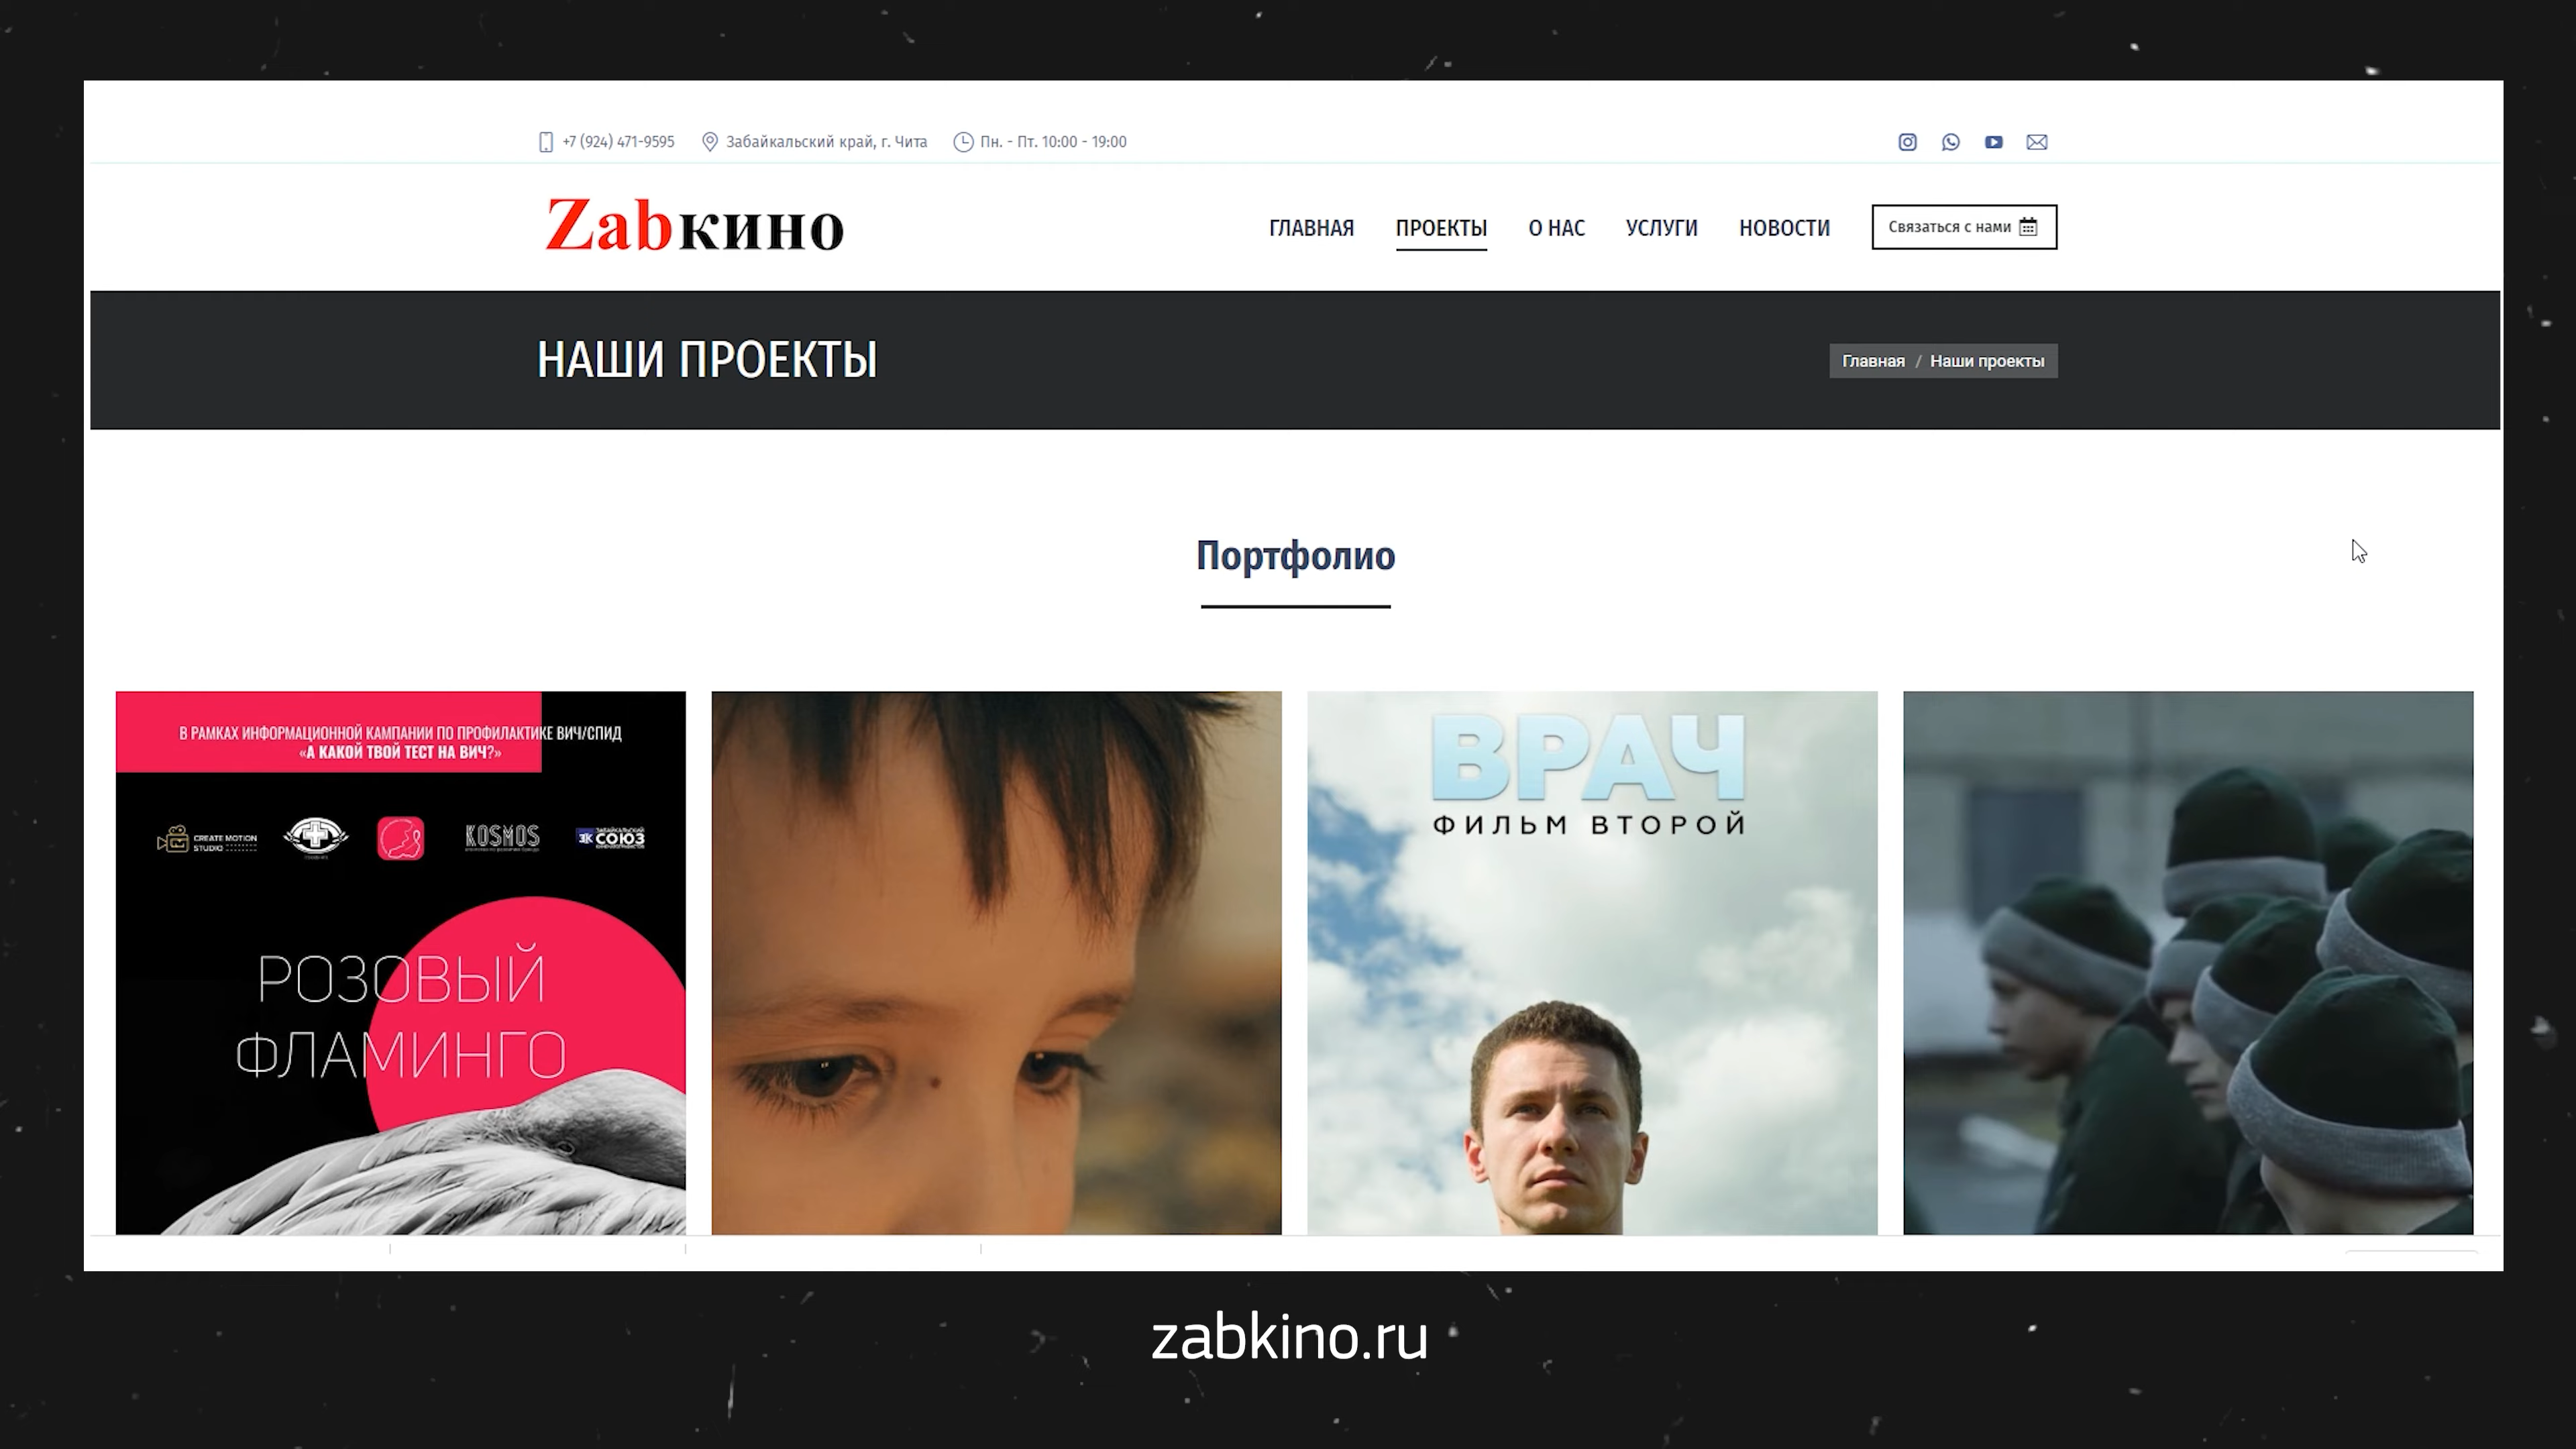 +7 (924) 471-9595
Забайкальский край, г. Чита
Пн. - Пт. 10:00 - 19:00
Zabкино
ГЛАВНАЯ
ПРОЕКТЫ
О НАС
УСЛУГИ
НОВОСТИ
Связаться с нами
НАШИ ПРОЕКТЫ
Главная / Наши проекты
Портфолио
В РАМКАХ ИНФОРМАЦИОННОЙ КАМПАНИИ ПО ПРОФИЛАКТИКЕ ВИЧ/СПИД
«А КАКОЙ ТВОЙ ТЕСТ НА ВИЧ?»
CREATE MOTION
STUDIO
KOSMOS
ЗАБАЙКАЛЬСКИЙ
СОЮЗ
РОЗОВЫЙ
ФЛАМИНГО
ВРАЧ
ФИЛЬМ ВТОРОЙ
zabkino.ru